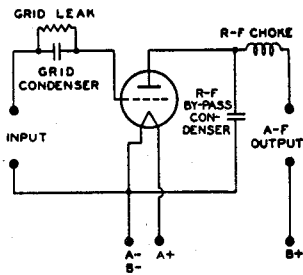 GRID LEAK
GRID
CONDENSER
R-F CHOKE
R-F
BY-PASS
CON-
DENSER
INPUT
A-F
OUTPUT
A-
B-
A+
B+